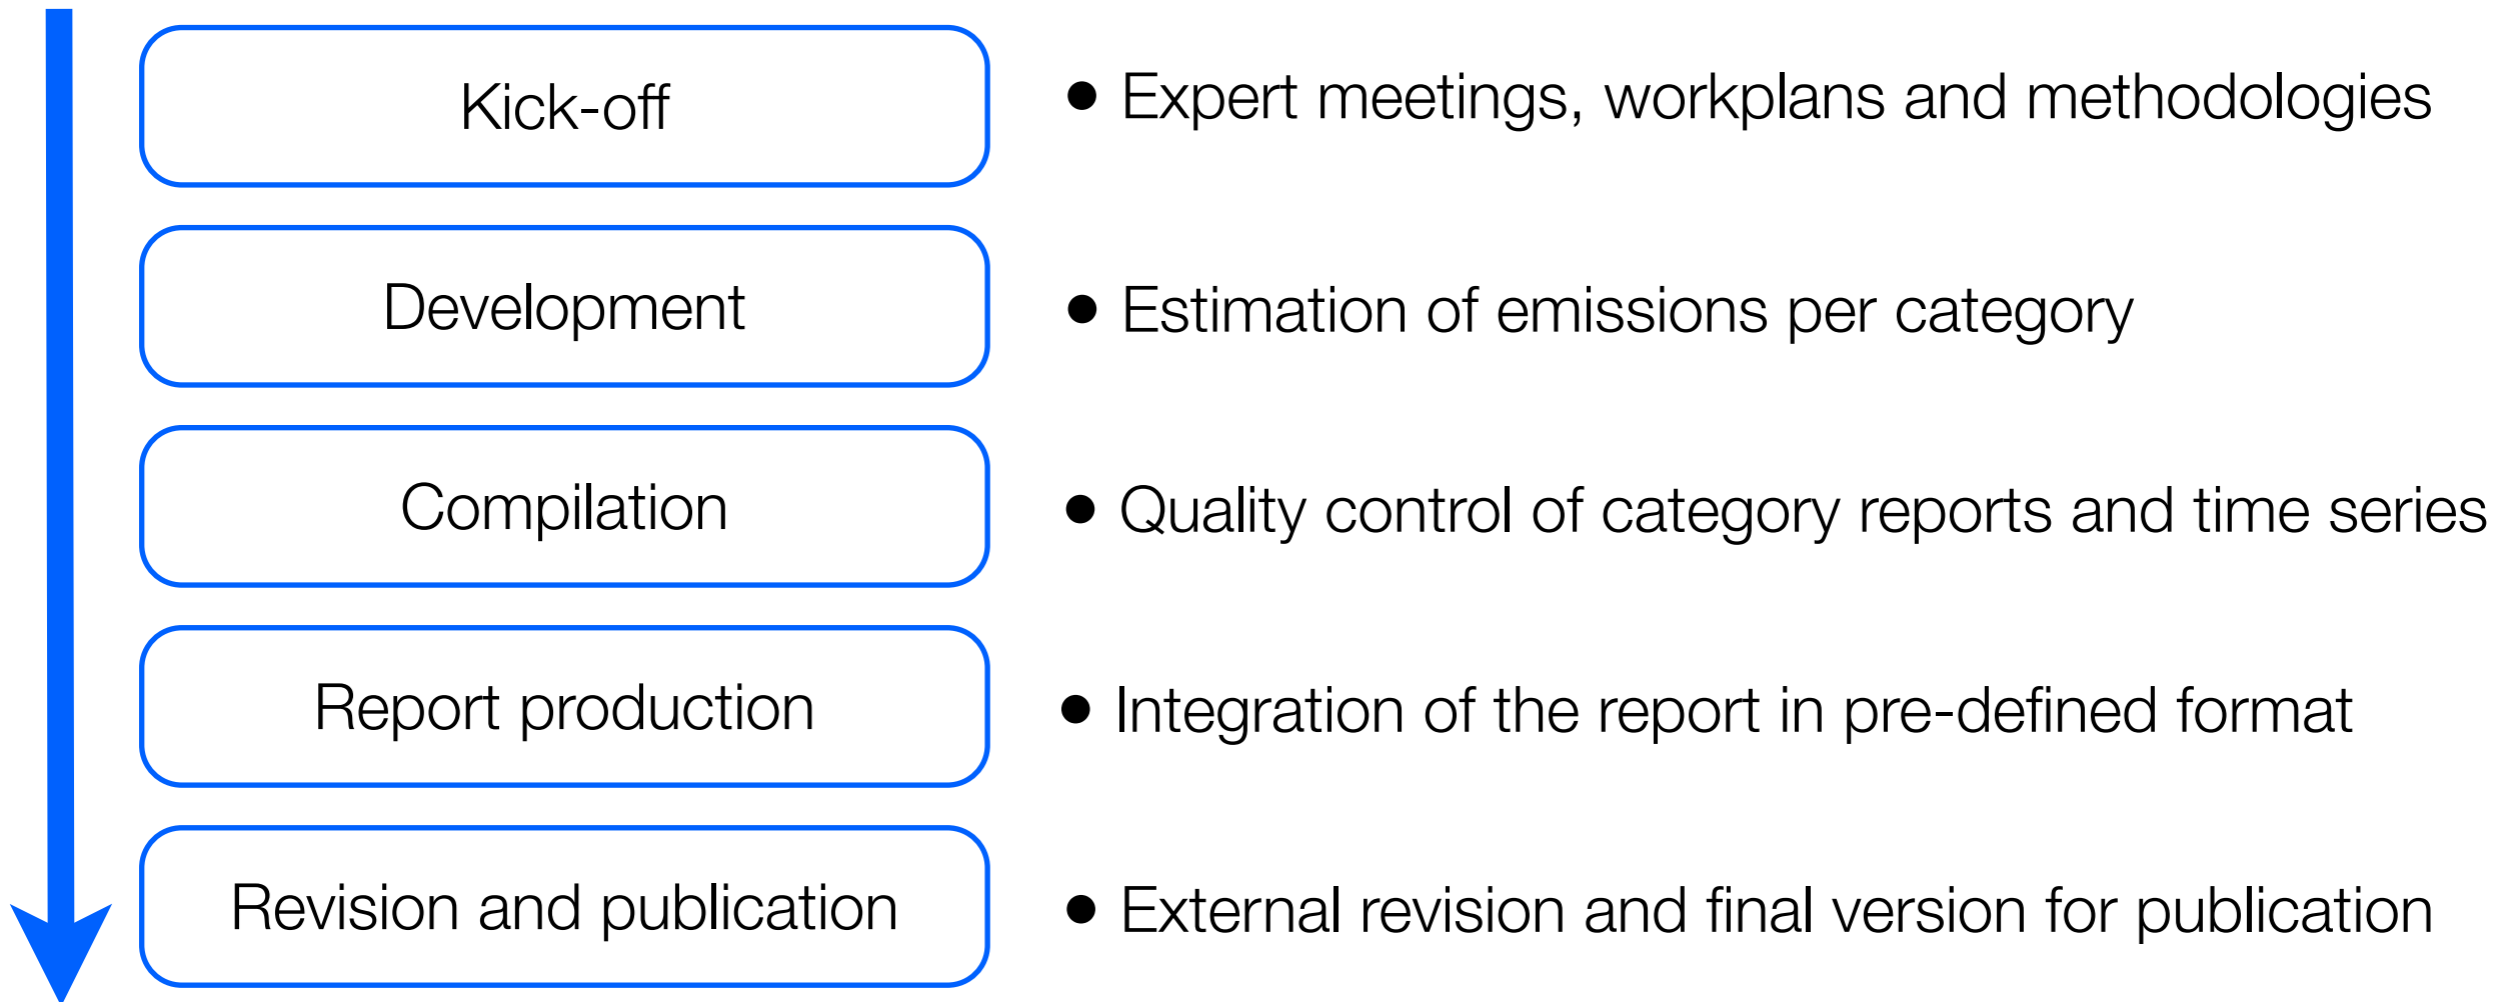 Kick-off
• Expert meetings, workplans and methodologies
Development
• Estimation of emissions per category
Compilation
• Quality control of category reports and time series
Report production
• Integration of the report in pre-defined format
Revision and publication
• External revision and final version for publication